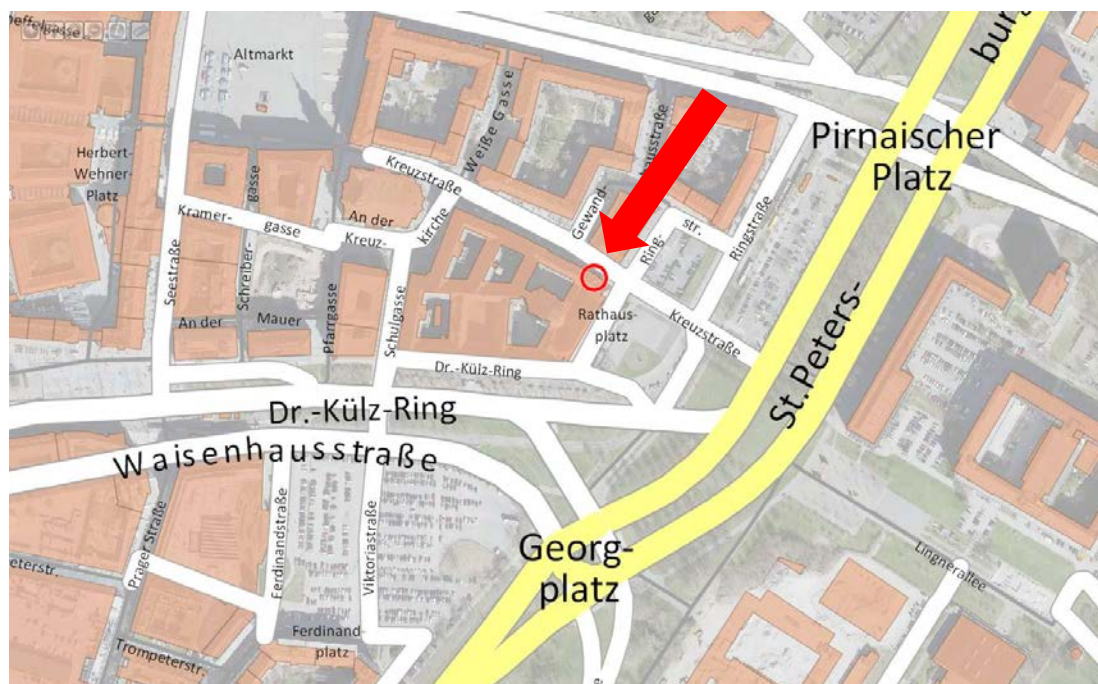 Altmarkt
Weiße Gasse
Pirnaischer
Platz
Herbert-
Wehner-
Platz
Kreuzstraße
Gewand-
str.
Ring-
Ringstraße
Kramer-
gasse
gasse
An der
Kreuz-
kirche
Seestraße
Schreiber-
Pfarrgasse
Schulgasse
An der
Mauer
Rathaus-
platz
Kreuzstraße
St.Peters-
burg
Dr.-Külz-Ring
Dr.-Külz-Ring
Waisenhausstraße
Prager Straße
Ferdinandstraße
Viktoriastraße
Georg-
platz
Lingnerallee
Ferdinand-
platz
Trompeterstr.
eterstr.